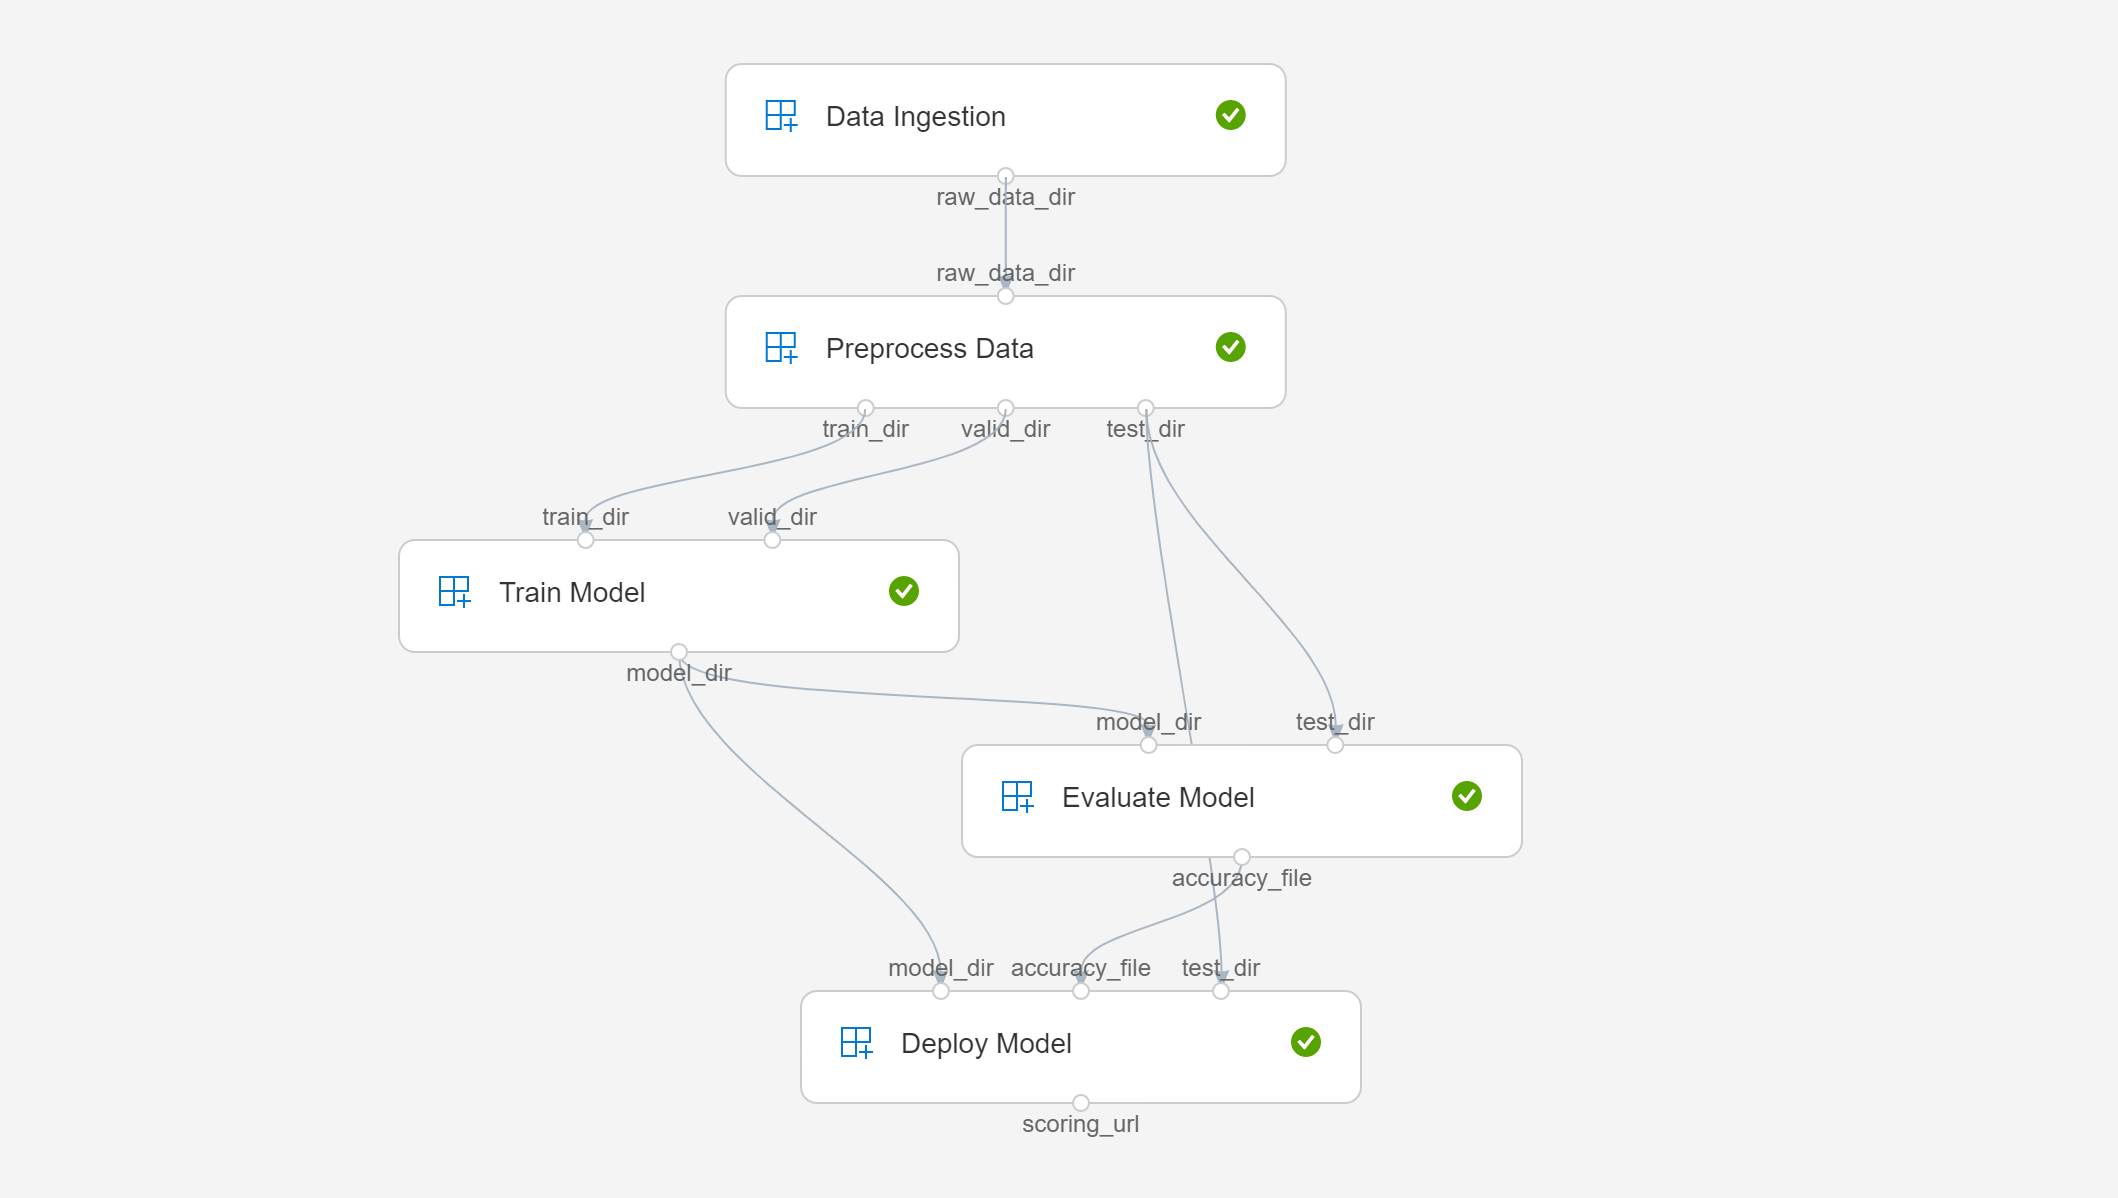 Data Ingestion
raw_data_dir
raw_data_dir
Preprocess Data
train_dir valid_dir test_dir
train_dir valid_dir
Train Model
model_dir
model_dir test_dir
Evaluate Model
accuracy_file
model_dir accuracy_file test_dir
Deploy Model
scoring_url